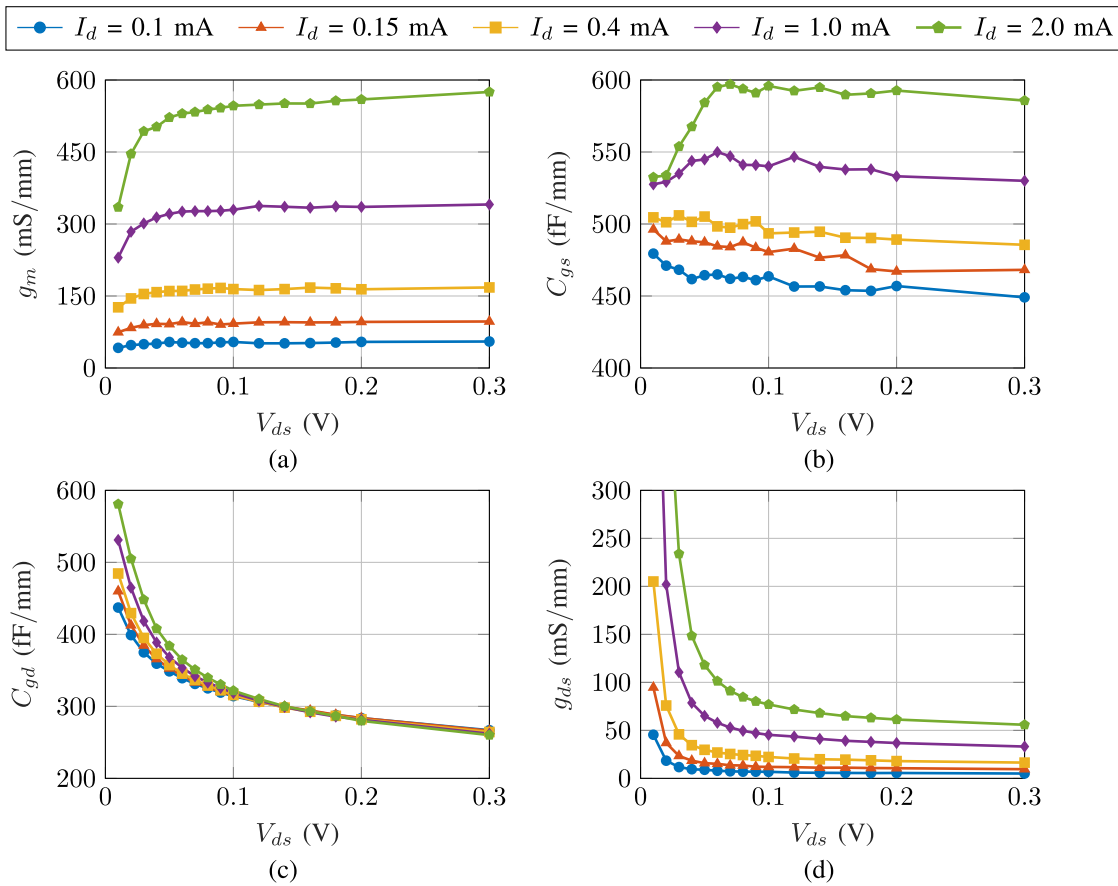 I_d = 0.1 mA I_d = 0.15 mA I_d = 0.4 mA I_d = 1.0 mA I_d = 2.0 mA
600
450
300
150
0
0 0.1 0.2 0.3
g_m (mS/mm)
V_ds (V)
(a)
600
550
500
450
400
0 0.1 0.2 0.3
C_gs (fF/mm)
V_ds (V)
(b)
600
500
400
300
200
0 0.1 0.2 0.3
C_gd (fF/mm)
V_ds (V)
(c)
300
250
200
150
100
50
0
0 0.1 0.2 0.3
g_ds (mS/mm)
V_ds (V)
(d)